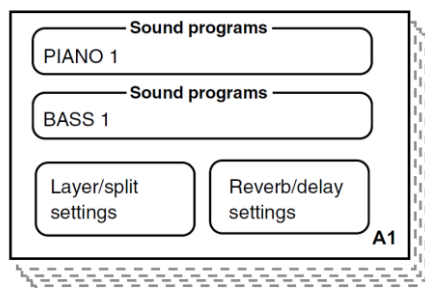 Sound programs
PIANO 1
Sound programs
BASS 1
Layer/split
settings
Reverb/delay
settings
A1